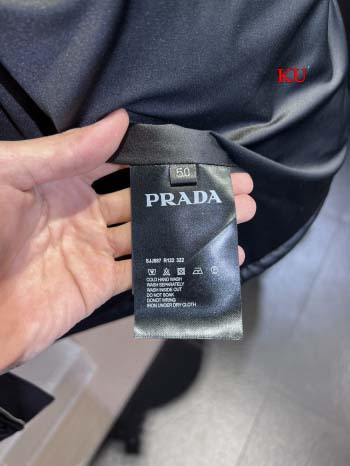 KU
50
PRADA
SJJ887 R132 322
COLD HAND WASH
WASH SEPARATELY
WASH INSIDE OUT
DO NOT SOAK
DO NOT WRING
IRON UNDER DRY CLOTH